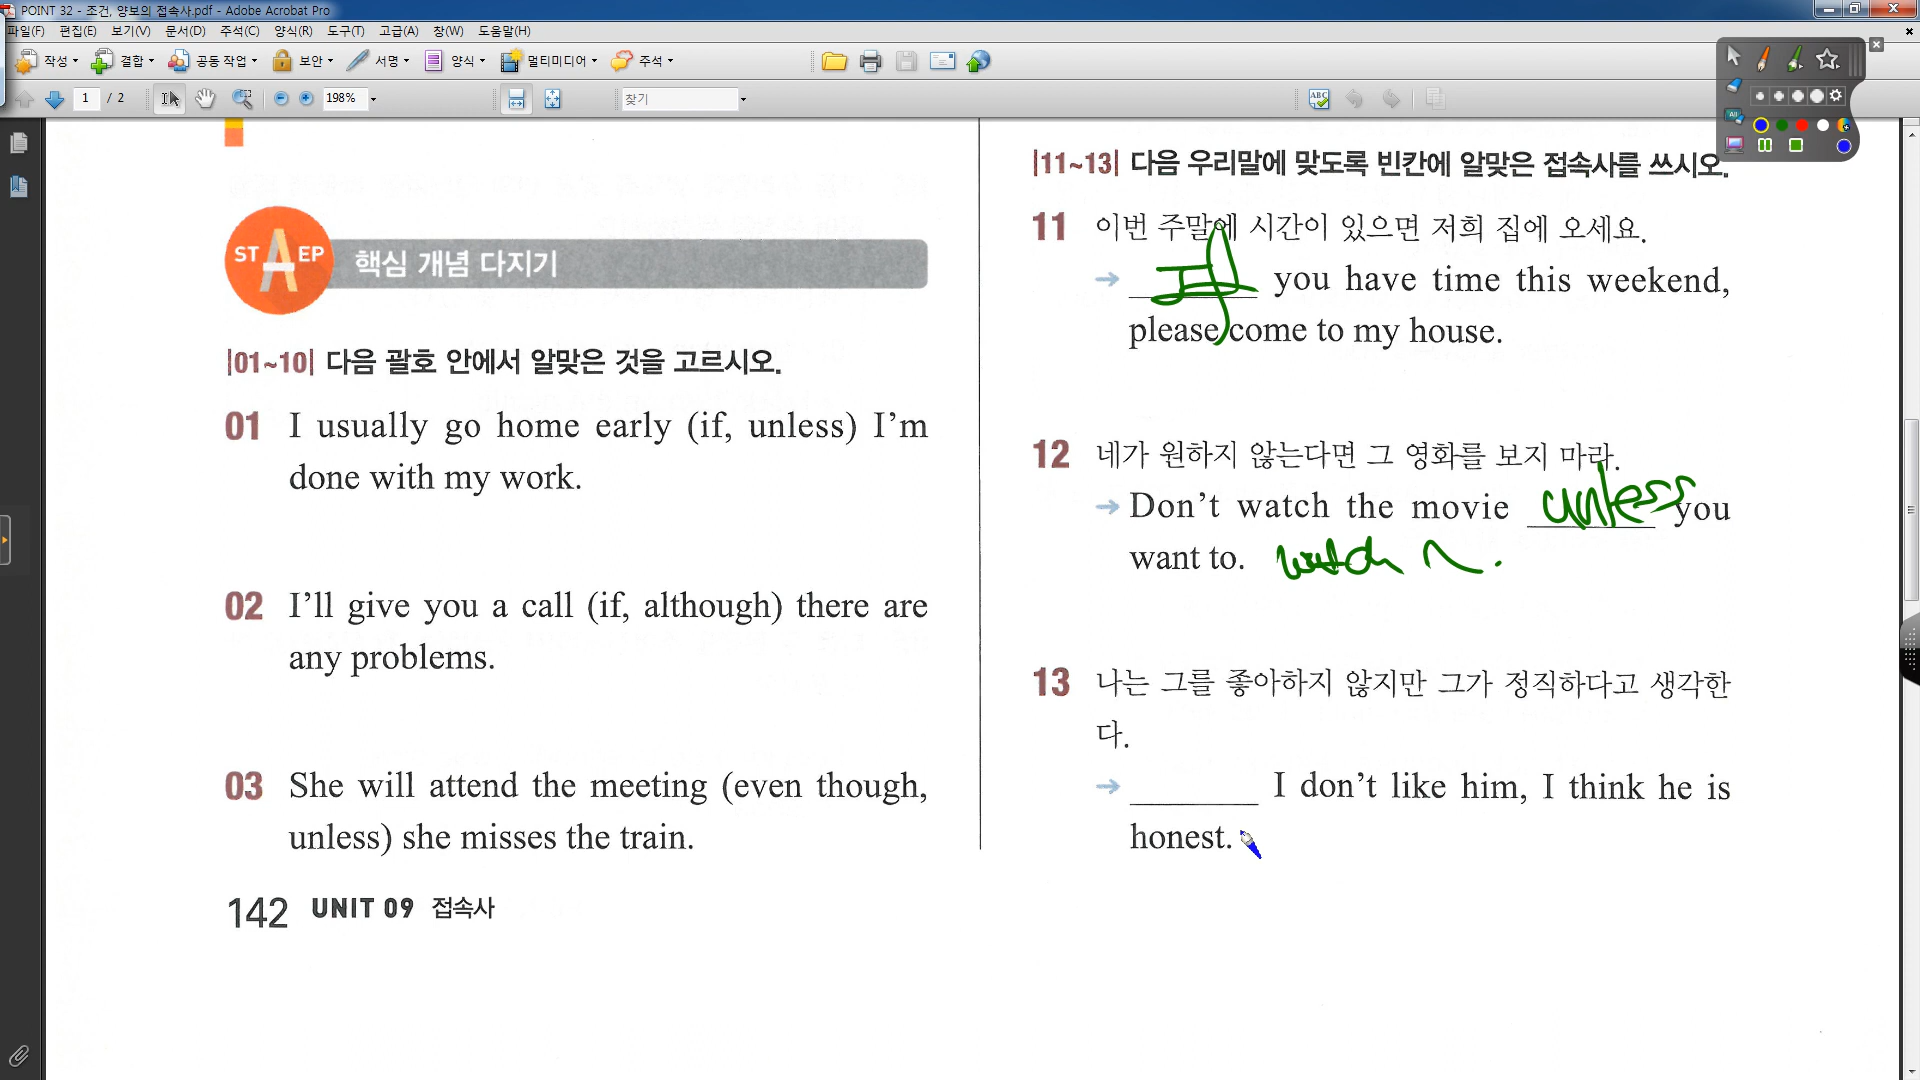 POINT 32 - 조건, 양보의 접속사.pdf - Adobe Acrobat Pro
파일(F) 편집(E) 보기(V) 문서(D) 주석(C) 양식(R) 도구(T) 고급(A) 창(W) 도움말(H)
작성 결합 공동 작업 보안 서명 양식 멀티미디어 주석
1 / 2 198% 찾기
ST A EP 핵심 개념 다지기
|01~10| 다음 괄호 안에서 알맞은 것을 고르시오.
01 I usually go home early (if, unless) I'm
done with my work.
02 I'll give you a call (if, although) there are
any problems.
03 She will attend the meeting (even though,
unless) she misses the train.
142 UNIT 09 접속사
|11~13| 다음 우리말에 맞도록 빈칸에 알맞은 접속사를 쓰시오.
11 이번 주말에 시간이 있으면 저희 집에 오세요.
→ If you have time this weekend,
please come to my house.
12 네가 원하지 않는다면 그 영화를 보지 마라.
→ Don't watch the movie unless you
want to. watch
13 나는 그를 좋아하지 않지만 그가 정직하다고 생각한
다.
→ ________ I don't like him, I think he is
honest.